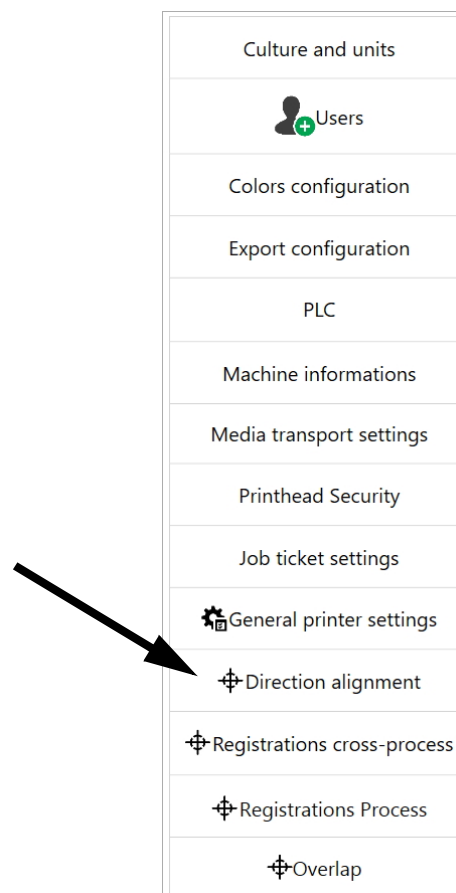 Culture and units
Users
Colors configuration
Export configuration
PLC
Machine informations
Media transport settings
Printhead Security
Job ticket settings
General printer settings
Direction alignment
Registrations cross-process
Registrations Process
Overlap